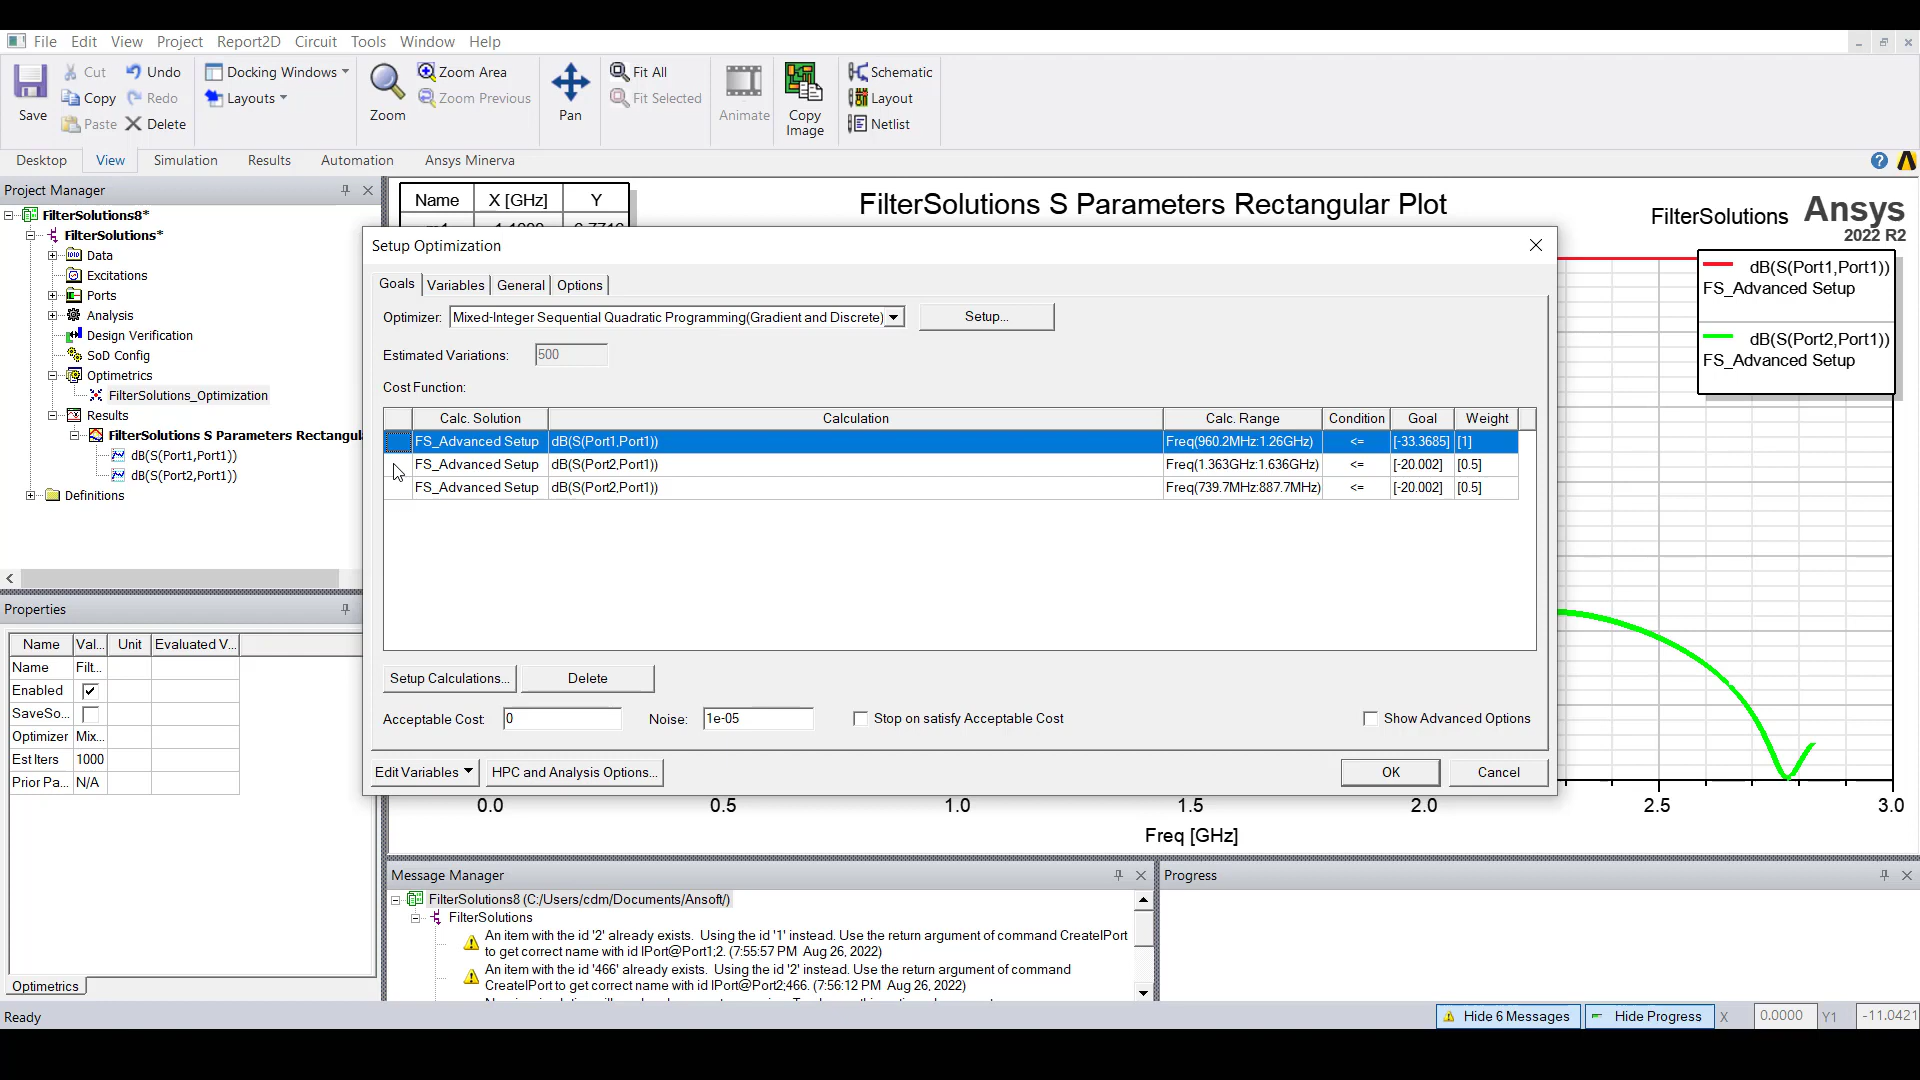 File Edit View Project Report2D Circuit Tools Window Help
Save
Cut
Copy
Paste
Undo
Redo
Delete
Docking Windows
Layouts
Zoom
Zoom Area
Zoom Previous
Pan
Fit All
Fit Selected
Animate
Copy
Image
Schematic
Layout
Netlist
Desktop View Simulation Results Automation Ansys Minerva
Project Manager
FilterSolutions8*
FilterSolutions*
Data
Excitations
Ports
Analysis
Design Verification
SoD Config
Optimetrics
FilterSolutions_Optimization
Results
FilterSolutions S Parameters Rectangul
dB(S(Port1,Port1))
dB(S(Port2,Port1))
Definitions
Properties
Name Val... Unit Evaluated V...
Name Filt...
Enabled
SaveSo...
Optimizer Mix...
Est Iters 1000
Prior Pa... N/A
Optimetrics
Name X [GHz] Y
FilterSolutions S Parameters Rectangular Plot
FilterSolutions Ansys
2022 R2
dB(S(Port1,Port1))
FS_Advanced Setup
dB(S(Port2,Port1))
FS_Advanced Setup
Setup Optimization
Goals Variables General Options
Optimizer: Mixed-Integer Sequential Quadratic Programming(Gradient and Discrete) Setup...
Estimated Variations: 500
Cost Function:
Calc. Solution Calculation Calc. Range Condition Goal Weight
FS_Advanced Setup dB(S(Port1,Port1)) Freq(960.2MHz:1.26GHz) <= [-33.3685] [1]
FS_Advanced Setup dB(S(Port2,Port1)) Freq(1.363GHz:1.636GHz) <= [-20.002] [0.5]
FS_Advanced Setup dB(S(Port2,Port1)) Freq(739.7MHz:887.7MHz) <= [-20.002] [0.5]
Setup Calculations... Delete
Acceptable Cost: 0 Noise: 1e-05 Stop on satisfy Acceptable Cost Show Advanced Options
Edit Variables HPC and Analysis Options... OK Cancel
0.0 0.5 1.0 1.5 2.0 2.5 3.0
Freq [GHz]
Message Manager
FilterSolutions8 (C:/Users/cdm/Documents/Ansoft/)
FilterSolutions
An item with the id '2' already exists. Using the id '1' instead. Use the return argument of command CreateIPort
to get correct name with id IPort@Port1;2. (7:55:57 PM Aug 26, 2022)
An item with the id '466' already exists. Using the id '2' instead. Use the return argument of command
CreateIPort to get correct name with id IPort@Port2;466. (7:56:12 PM Aug 26, 2022)
Progress
Ready
Hide 6 Messages Hide Progress X 0.0000 Y1 -11.0421